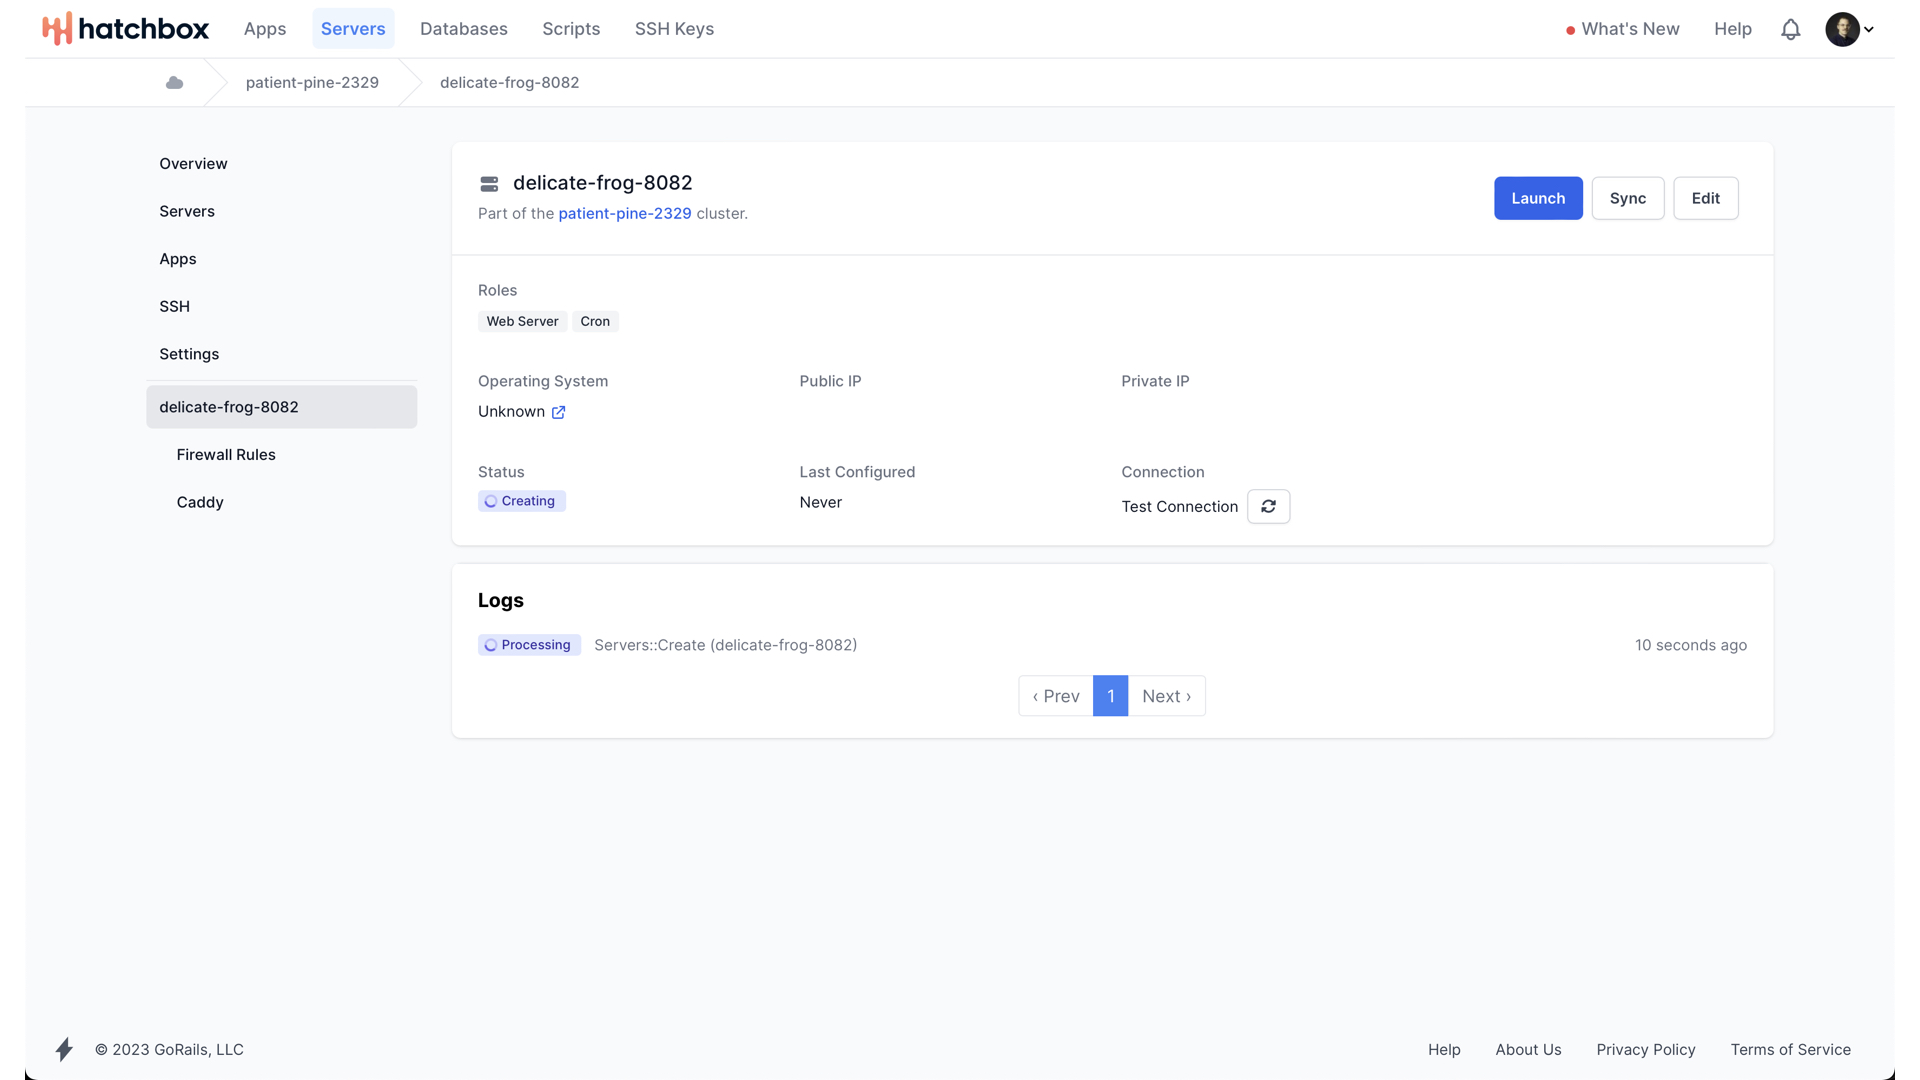 hatchbox
Apps
Servers
Databases
Scripts
SSH Keys
What's New
Help
patient-pine-2329
delicate-frog-8082
Overview
Servers
Apps
SSH
Settings
delicate-frog-8082
Firewall Rules
Caddy
delicate-frog-8082
Part of the patient-pine-2329 cluster.
Launch
Sync
Edit
Roles
Web Server
Cron
Operating System
Unknown
Public IP
Private IP
Status
Creating
Last Configured
Never
Connection
Test Connection
Logs
Processing
Servers::Create (delicate-frog-8082)
10 seconds ago
‹ Prev
1
Next ›
© 2023 GoRails, LLC
Help
About Us
Privacy Policy
Terms of Service